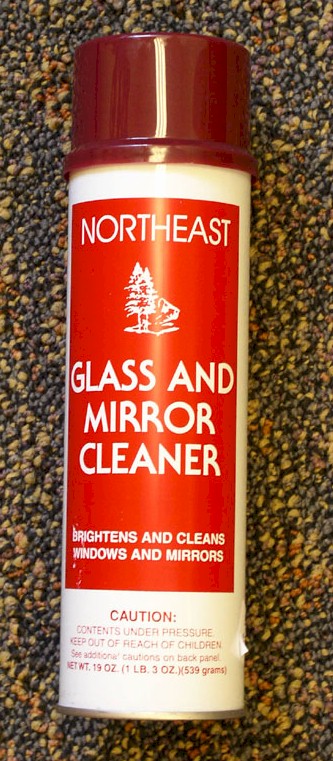 NORTHEAST
GLASS AND
MIRROR
CLEANER
BRIGHTENS AND CLEANS
WINDOWS AND MIRRORS
CAUTION:
CONTENTS UNDER PRESSURE.
KEEP OUT OF REACH OF CHILDREN.
See additional cautions on back panel.
NET WT. 19 OZ. (1 LB. 3 OZ.)(539 grams)